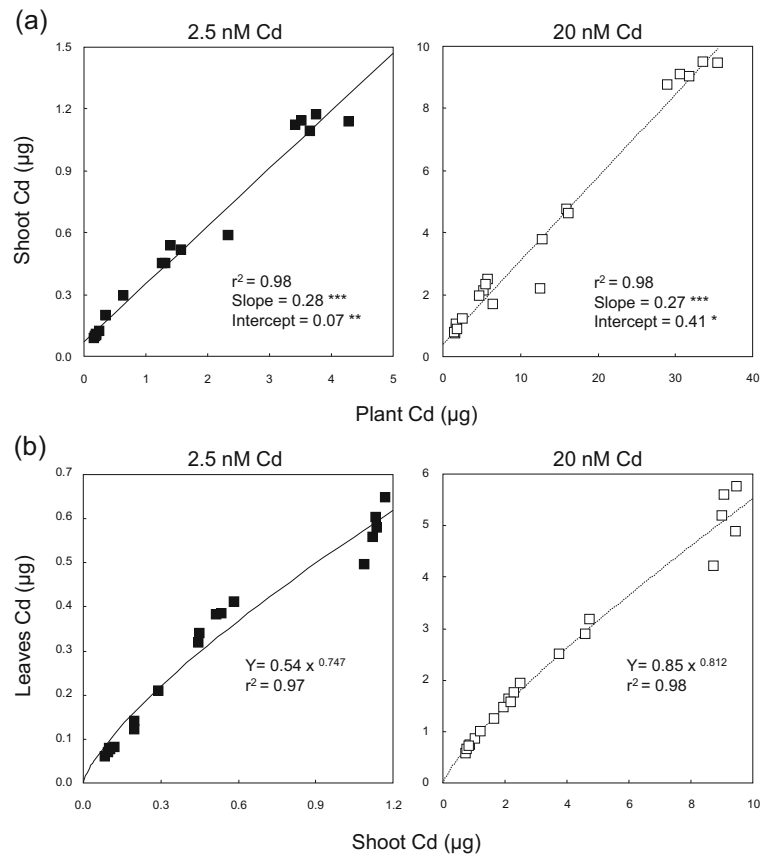 (a)
2.5 nM Cd
20 nM Cd
1.5
1.2
0.9
0.6
0.3
0.0
Shoot Cd (µg)
r² = 0.98
Slope = 0.28 ***
Intercept = 0.07 **
0 1 2 3 4 5
10
8
6
4
2
0
r² = 0.98
Slope = 0.27 ***
Intercept = 0.41 *
0 10 20 30 40
Plant Cd (µg)
(b)
2.5 nM Cd
20 nM Cd
0.7
0.6
0.5
0.4
0.3
0.2
0.1
0.0
Leaves Cd (µg)
Y= 0.54 x 0.747
r² = 0.97
0.0 0.3 0.6 0.9 1.2
6
5
4
3
2
1
0
Y= 0.85 x 0.812
r² = 0.98
0 2 4 6 8 10
Shoot Cd (µg)